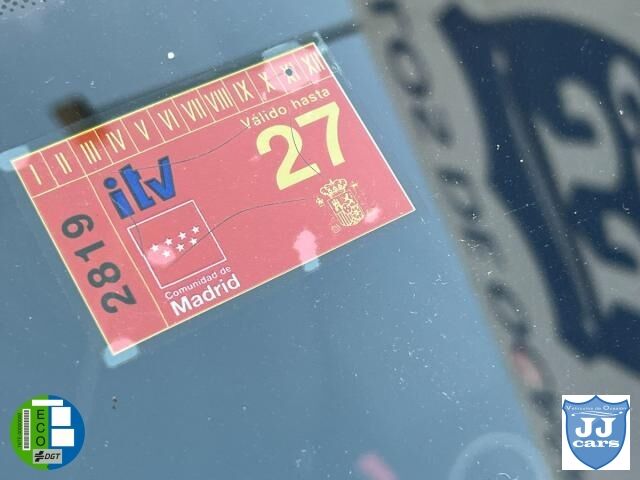 I II III IV V VI VII VIII IX X XI XII
Válido hasta
27
itv
2819
Comunidad de
Madrid
ECO
DGT
Vehículos de Ocasión
JJ
cars